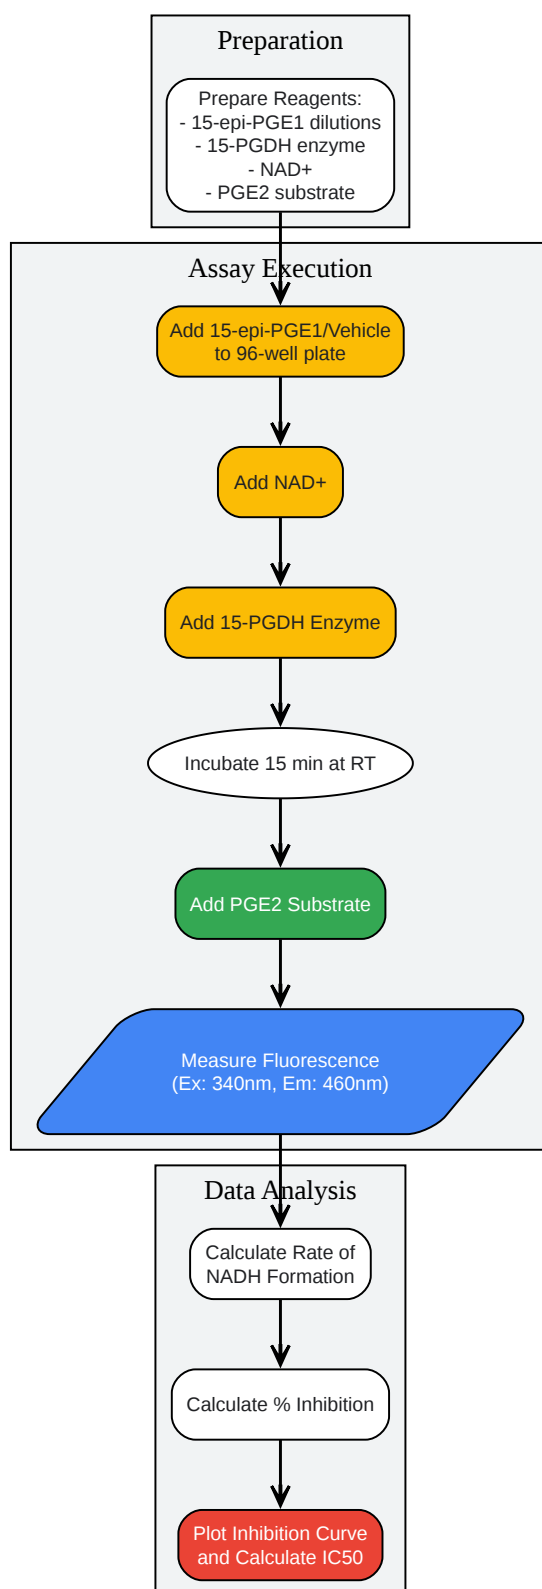 Preparation
Prepare Reagents:
- 15-epi-PGE1 dilutions
- 15-PGDH enzyme
- NAD+
- PGE2 substrate
Assay Execution
Add 15-epi-PGE1/Vehicle
to 96-well plate
Add NAD+
Add 15-PGDH Enzyme
Incubate 15 min at RT
Add PGE2 Substrate
Measure Fluorescence
(Ex: 340nm, Em: 460nm)
Data Analysis
Calculate Rate of
NADH Formation
Calculate % Inhibition
Plot Inhibition Curve
and Calculate IC50